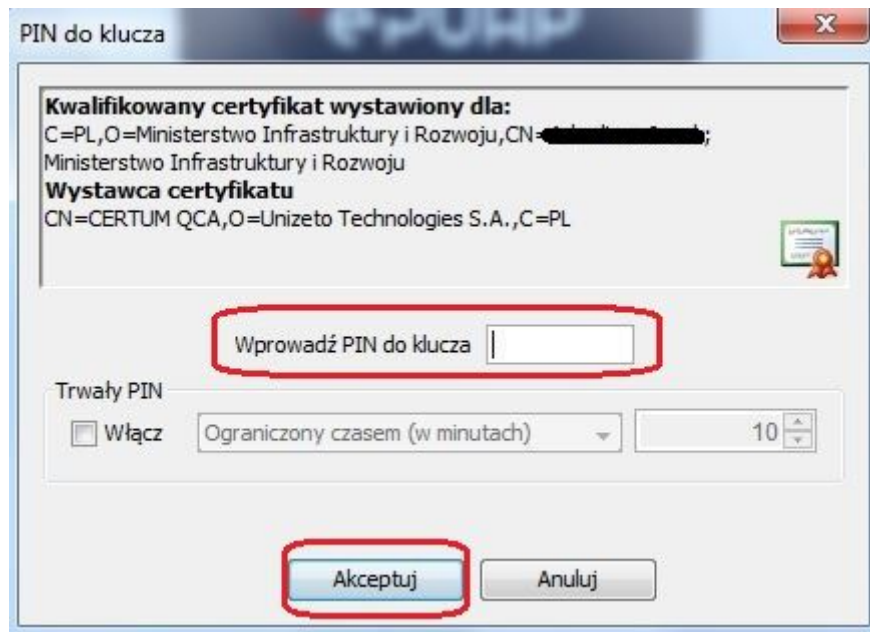 ePUAP
PIN do klucza
Kwalifikowany certyfikat wystawiony dla:
C=PL,O=Ministerstwo Infrastruktury i Rozwoju,CN=
Ministerstwo Infrastruktury i Rozwoju
Wystawca certyfikatu
CN=CERTUM QCA,O=Unizeto Technologies S.A.,C=PL
Wprowadź PIN do klucza
Trwały PIN
Włącz Ograniczony czasem (w minutach) 10
Akceptuj Anuluj